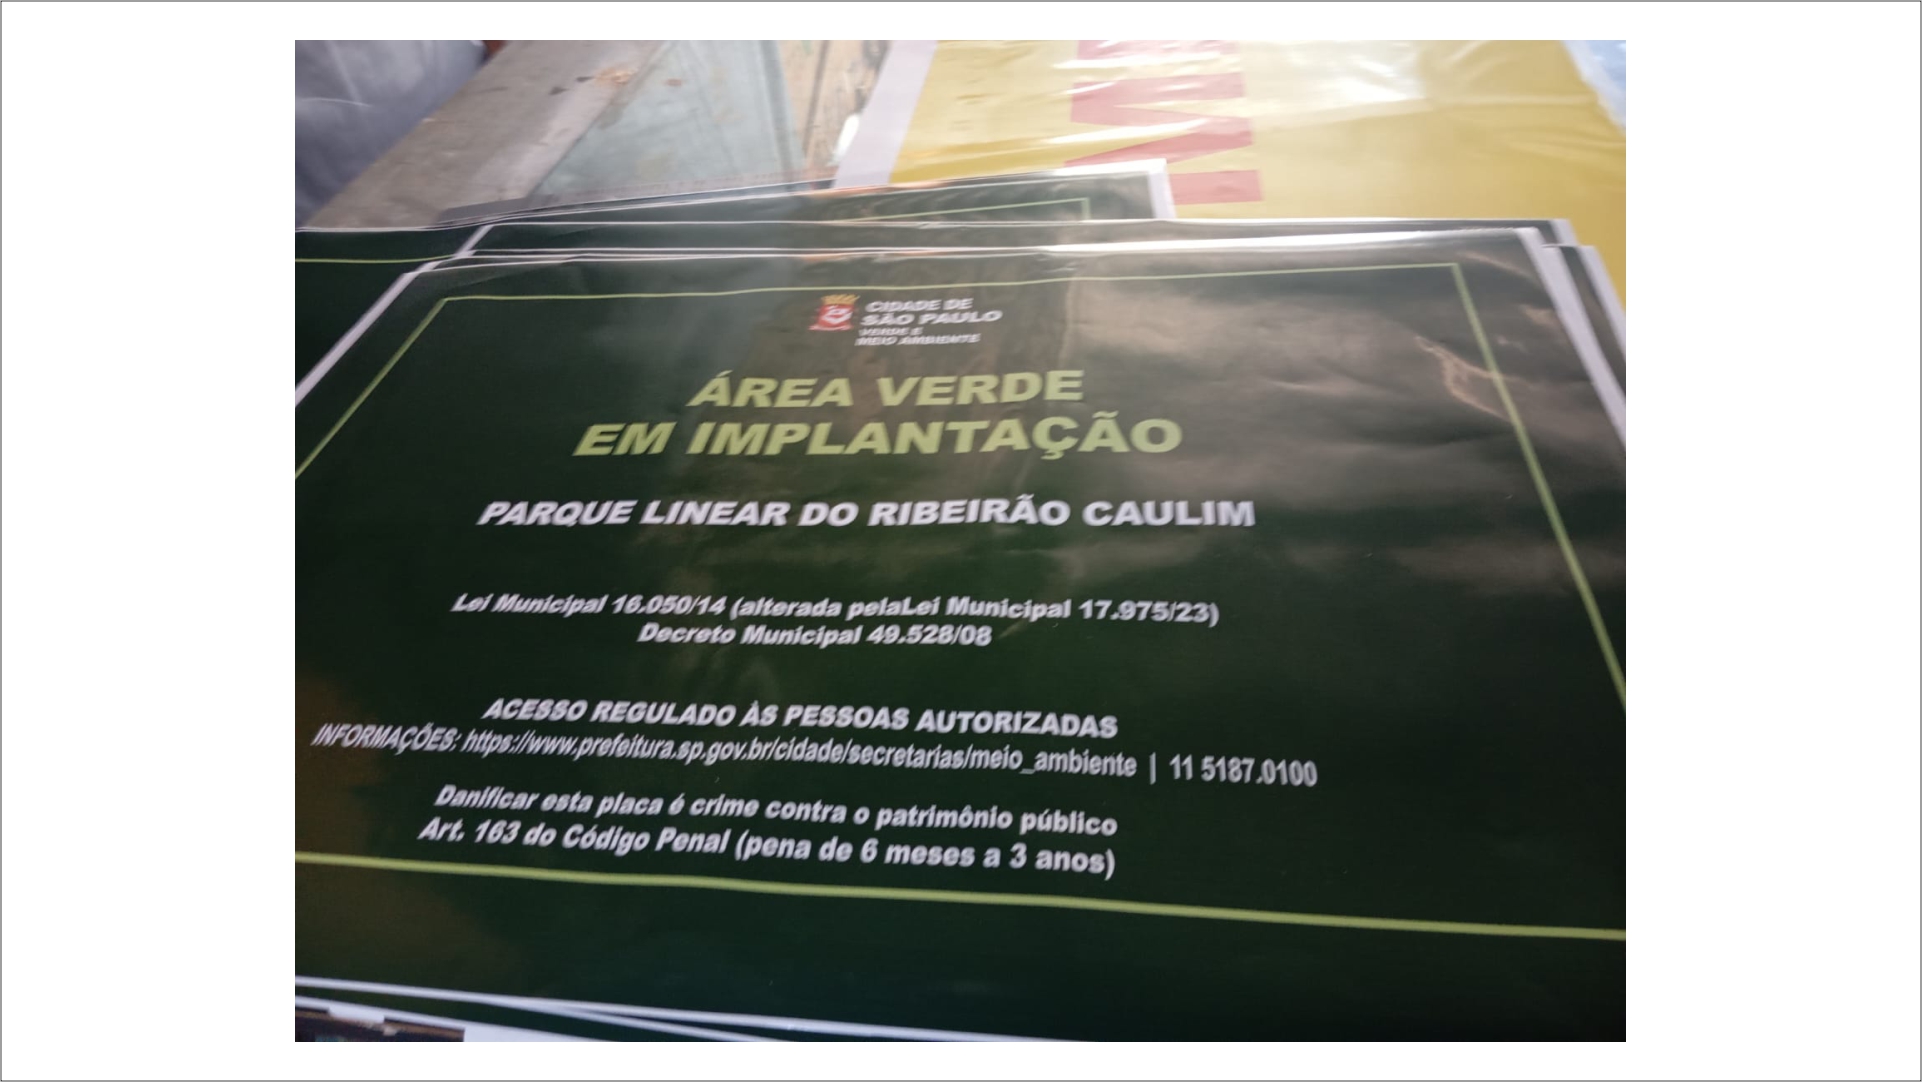 CIDADE DE
SÃO PAULO
VERDE E
MEIO AMBIENTE
ÁREA VERDE
EM IMPLANTAÇÃO
PARQUE LINEAR DO RIBEIRÃO CAULIM
Lei Municipal 16.050/14 (alterada pelaLei Municipal 17.975/23)
Decreto Municipal 49.528/08
ACESSO REGULADO ÀS PESSOAS AUTORIZADAS
INFORMAÇÕES: https://www.prefeitura.sp.gov.br/cidade/secretarias/meio_ambiente | 11 5187.0100
Danificar esta placa é crime contra o patrimônio público
Art. 163 do Código Penal (pena de 6 meses a 3 anos)